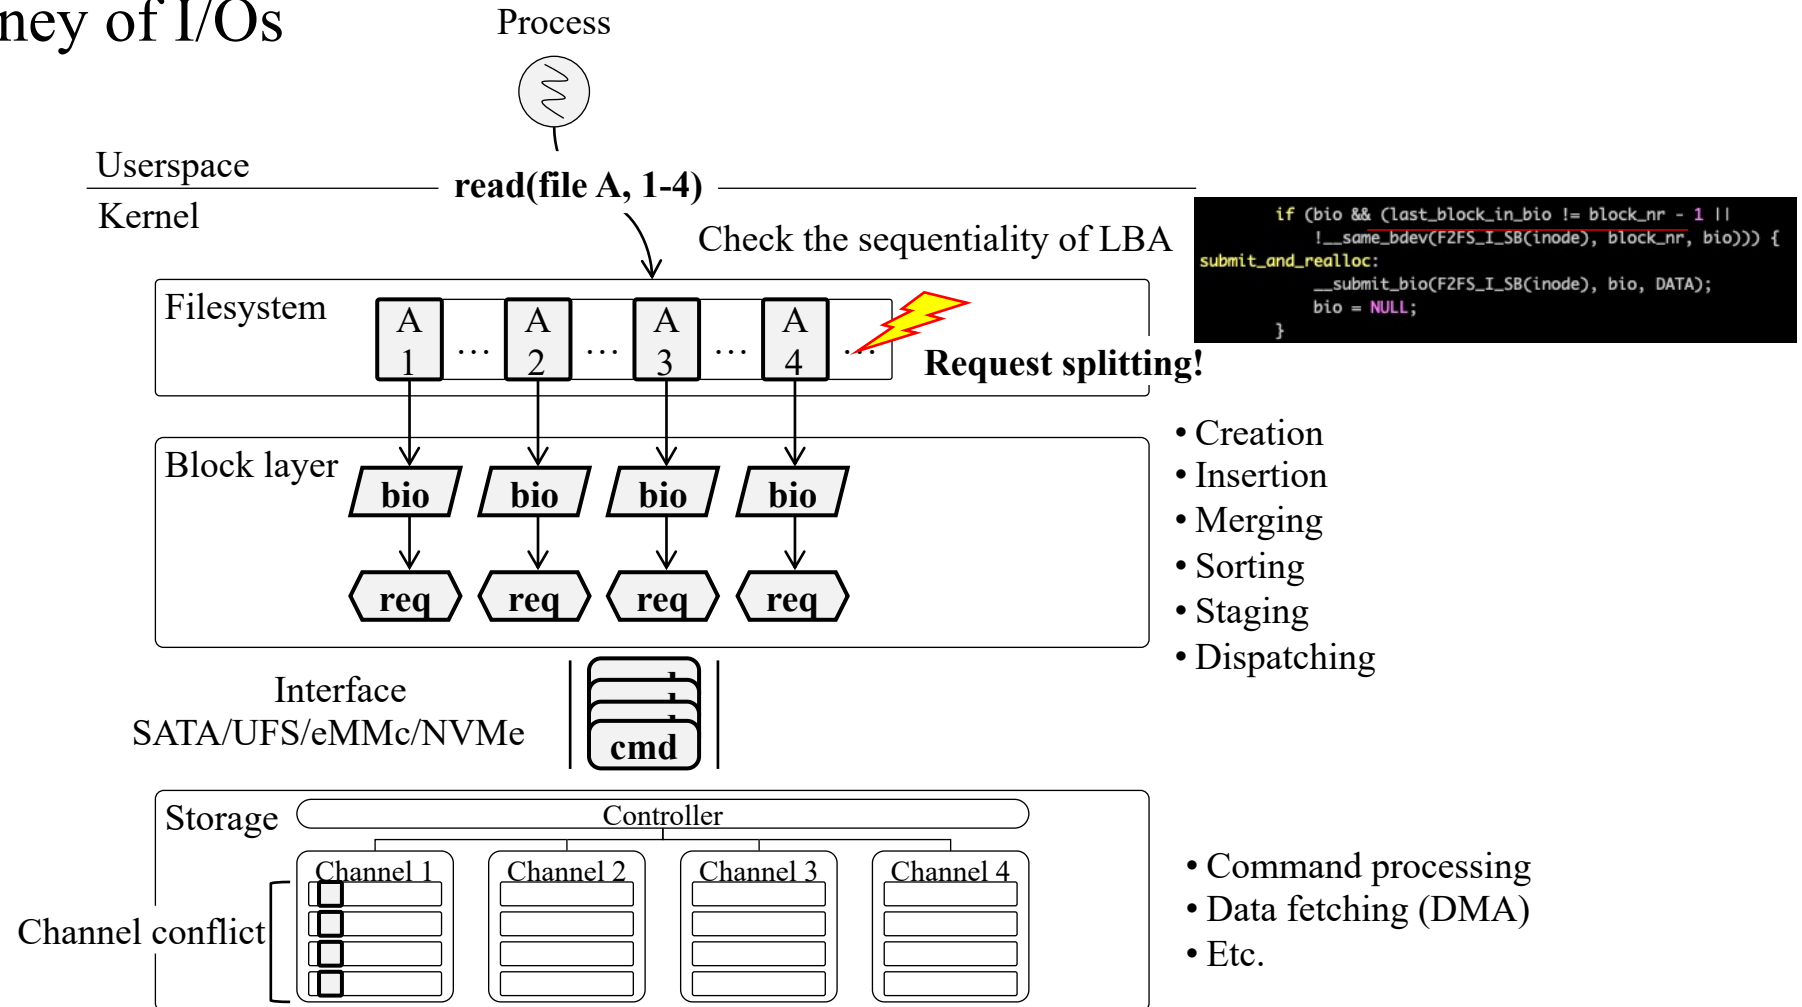 ney of I/Os
Process
Userspace
read(file A, 1-4)
Kernel
Check the sequentiality of LBA
if (bio && (last_block_in_bio != block_nr - 1 ||
!__same_bdev(F2FS_I_SB(inode), block_nr, bio))) {
submit_and_realloc:
__submit_bio(F2FS_I_SB(inode), bio, DATA);
bio = NULL;
}
Filesystem
A
1
...
A
2
...
A
3
...
A
4
...
Request splitting!
Block layer
bio
bio
bio
bio
req
req
req
req
• Creation
• Insertion
• Merging
• Sorting
• Staging
• Dispatching
Interface
SATA/UFS/eMMc/NVMe
cmd
Storage
Controller
Channel 1
Channel 2
Channel 3
Channel 4
Channel conflict
• Command processing
• Data fetching (DMA)
• Etc.